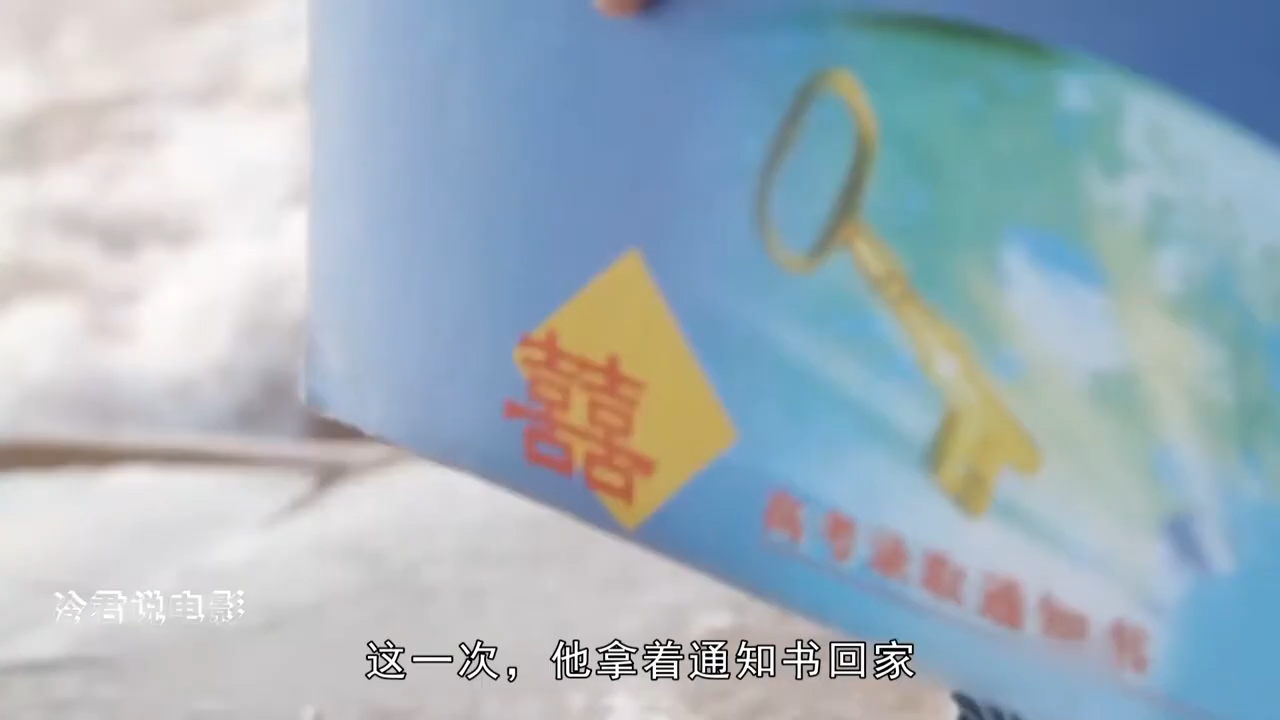 囍
高考录取通知书
冷君说电影
这一次，他拿着通知书回家